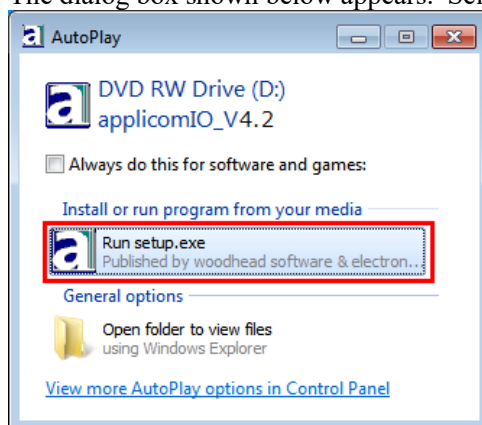 The dialog box shown below appears. Sel
AutoPlay
DVD RW Drive (D:)
applicomIO_V4.2
Always do this for software and games:
Install or run program from your media
Run setup.exe
Published by woodhead software & electron...
General options
Open folder to view files
using Windows Explorer
View more AutoPlay options in Control Panel